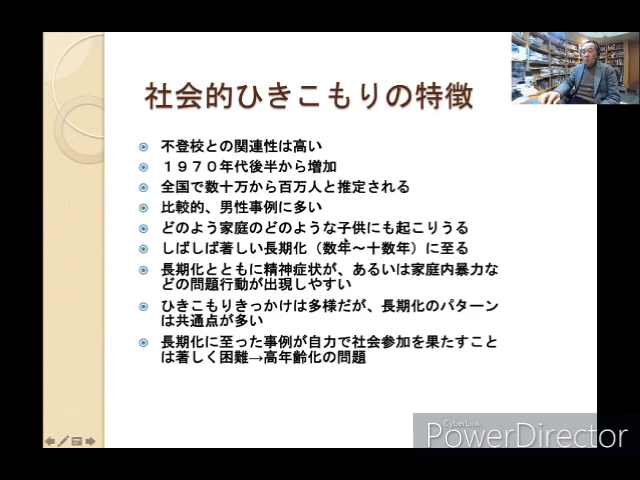 社会的ひきこもりの特徴
不登校との関連性は高い
１９７０年代後半から増加
全国で数十万から百万人と推定される
比較的、男性事例に多い
どのよう家庭のどのような子供にも起こりうる
しばしば著しい長期化（数年～十数年）に至る
長期化とともに精神症状が、あるいは家庭内暴力な
どの問題行動が出現しやすい
ひきこもりきっかけは多様だが、長期化のパターン
は共通点が多い
長期化に至った事例が自力で社会参加を果たすこと
は著しく困難→高年齢化の問題
CyberLink
PowerDirector